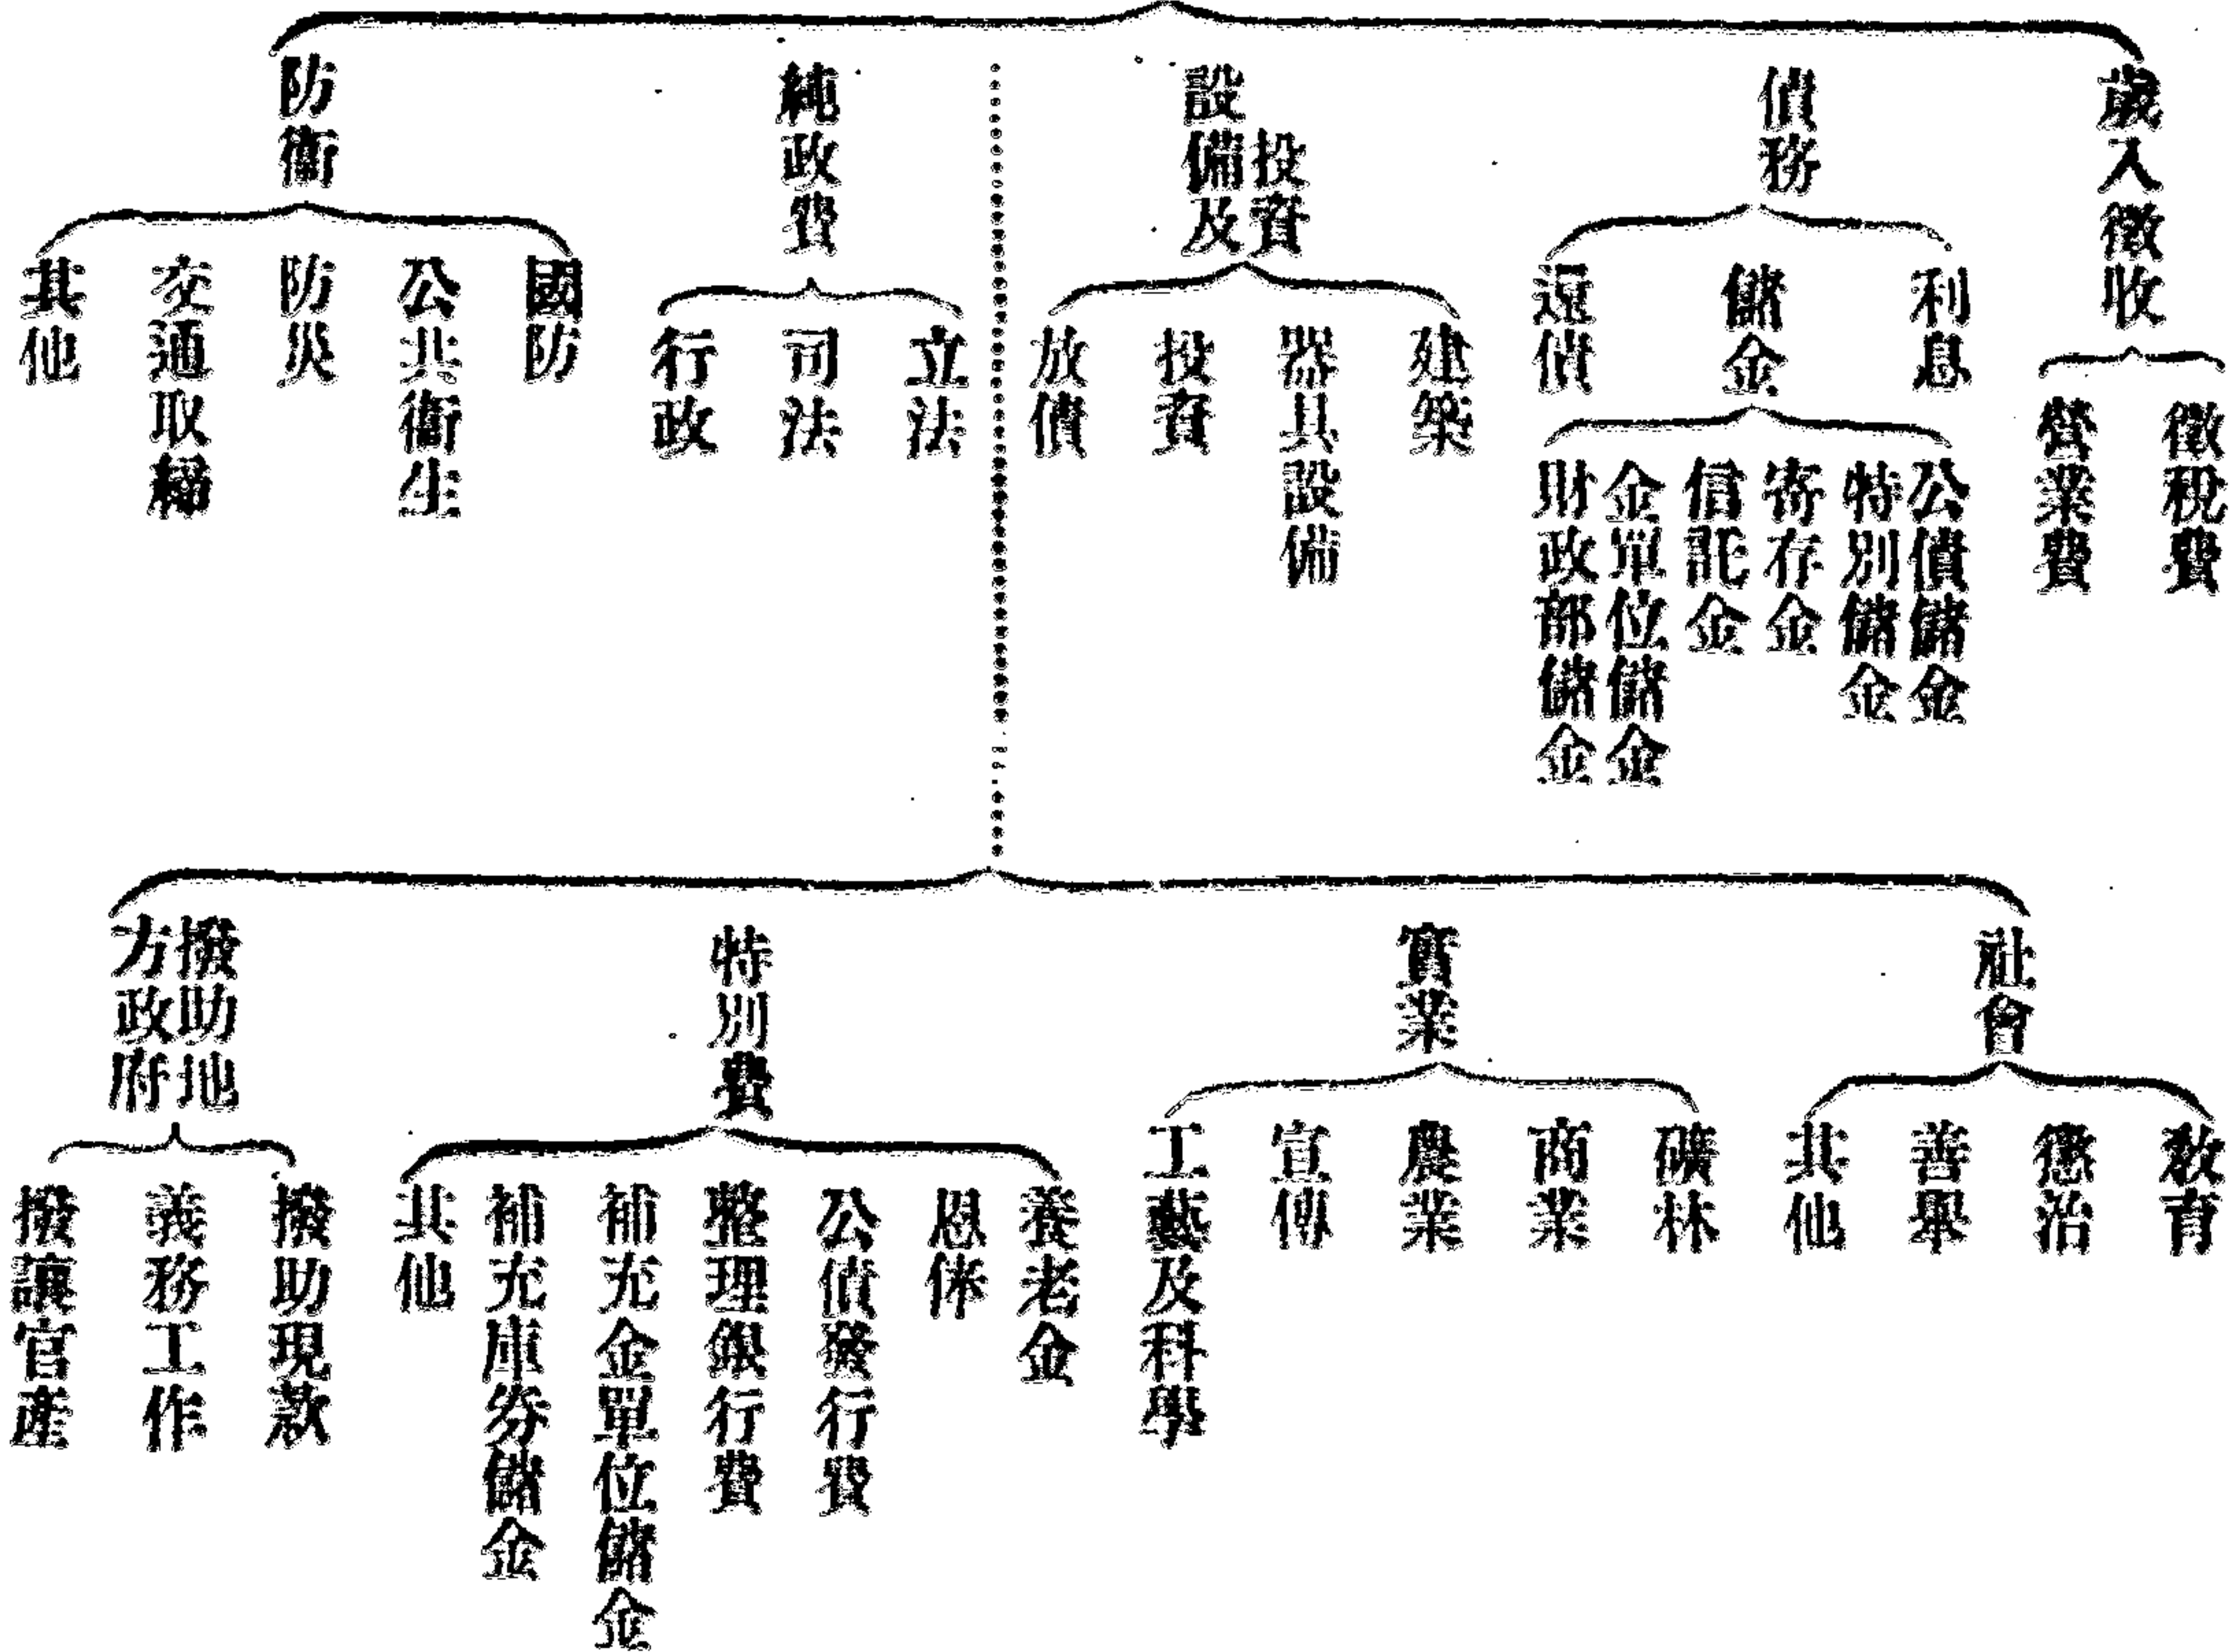 歲入徵收
徵稅費
營業費
債務
利息
儲金
公債儲金
特別儲金
寄存金
信託金
金單位儲金
財政部儲金
還債
設備及
投資
建築
器具設備
投資
放債
純政費
立法
司法
行政
防衞
國防
公共衞生
防災
交通取締
其他
社會
敎育
懲治
善舉
其他
實業
礦林
商業
農業
宣傳
工藝及科學
特別費
養老金
恩俸
公債發行費
整理銀行費
補充金單位儲金
補充庫券儲金
其他
撥助地
方政府
撥助現款
義務工作
撥讓官產